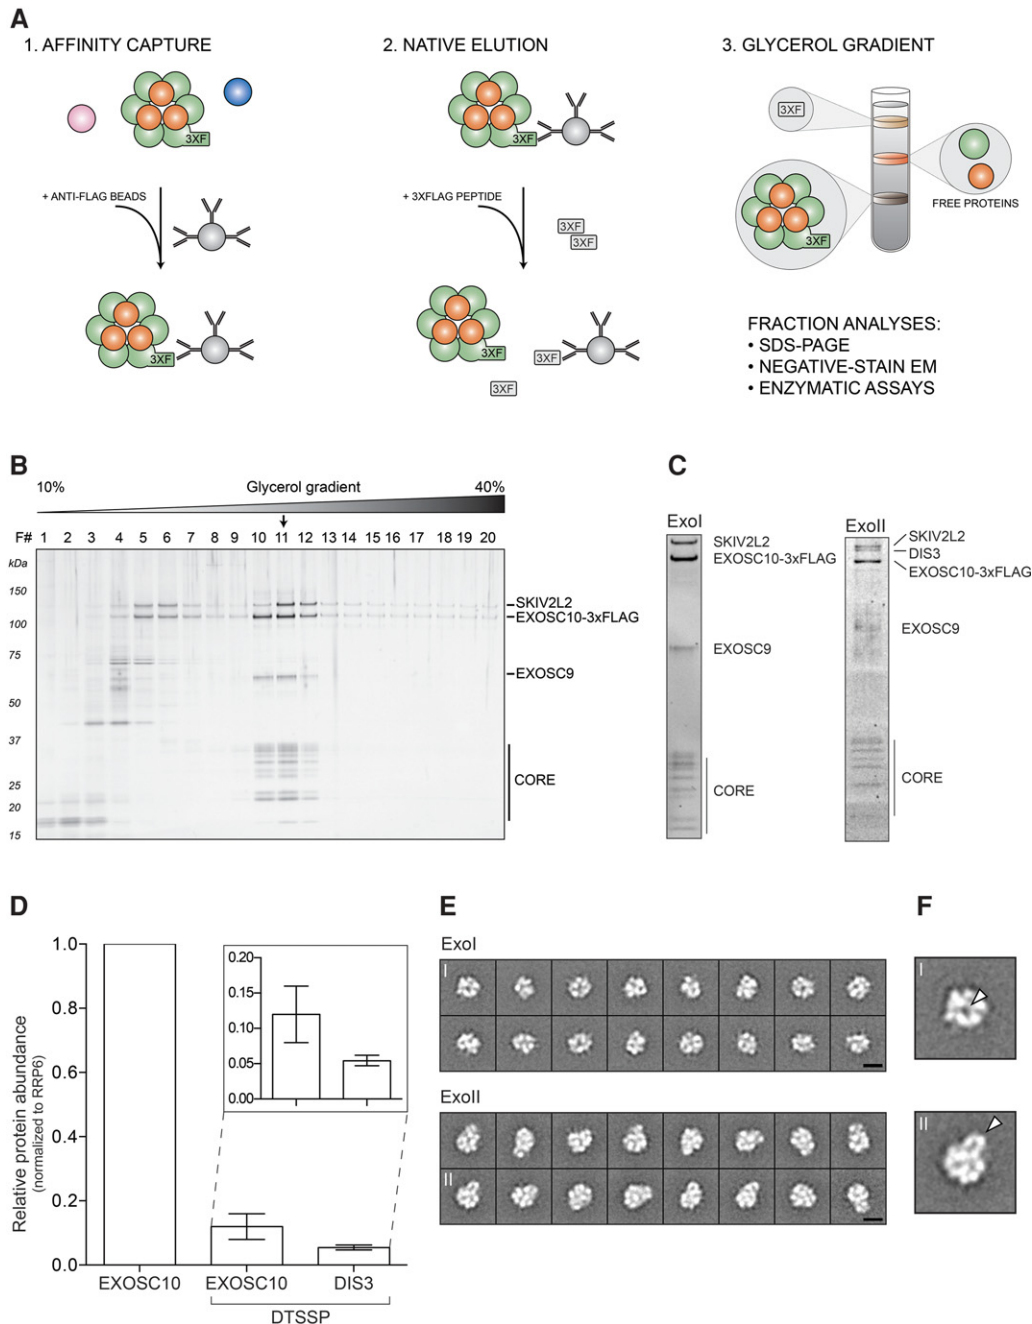 A
1. AFFINITY CAPTURE
2. NATIVE ELUTION
3. GLYCEROL GRADIENT
3XF
3XF
3XF
+ ANTI-FLAG BEADS
+ 3XFLAG PEPTIDE
3XF
3XF
FREE PROTEINS
3XF
3XF
3XF
3XF
3XF
FRACTION ANALYSES:
• SDS-PAGE
• NEGATIVE-STAIN EM
• ENZYMATIC ASSAYS
B
10%
Glycerol gradient
40%
F# 1 2 3 4 5 6 7 8 9 10 11 12 13 14 15 16 17 18 19 20
kDa
150
100
75
50
37
25
20
15
SKIV2L2
EXOSC10-3xFLAG
EXOSC9
CORE
C
ExoI
SKIV2L2
EXOSC10-3xFLAG
EXOSC9
CORE
ExoII
SKIV2L2
DIS3
EXOSC10-3xFLAG
EXOSC9
CORE
D
Relative protein abundance
(normalized to RRP6)
1.0
0.8
0.6
0.4
0.2
0.0
0.20
0.15
0.10
0.05
0.00
EXOSC10
EXOSC10
DIS3
DTSSP
E
ExoI
I
ExoII
II
F
I
II